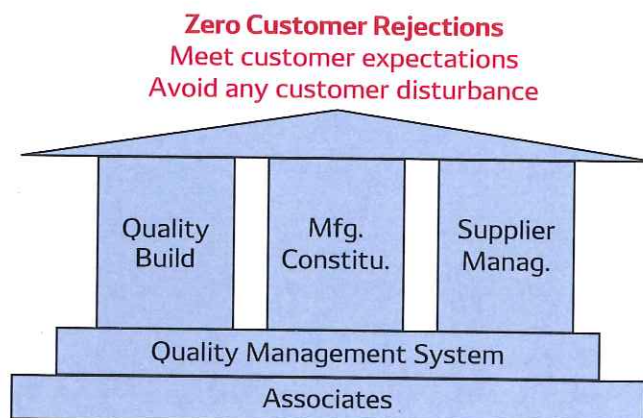 Zero Customer Rejections
Meet customer expectations
Avoid any customer disturbance
Quality
Build
Mfg.
Constitu.
Supplier
Manag.
Quality Management System
Associates